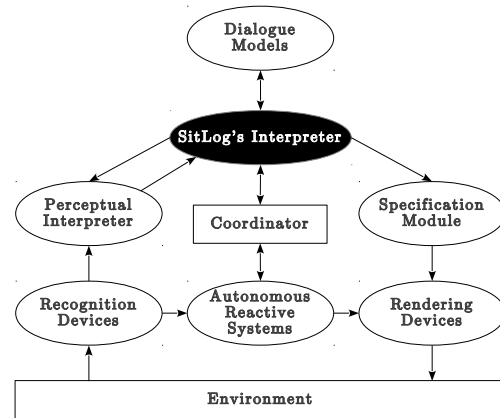 Dialogue
Models
SitLog's Interpreter
Perceptual
Interpreter
Coordinator
Specification
Module
Recognition
Devices
Autonomous
Reactive
Systems
Rendering
Devices
Environment